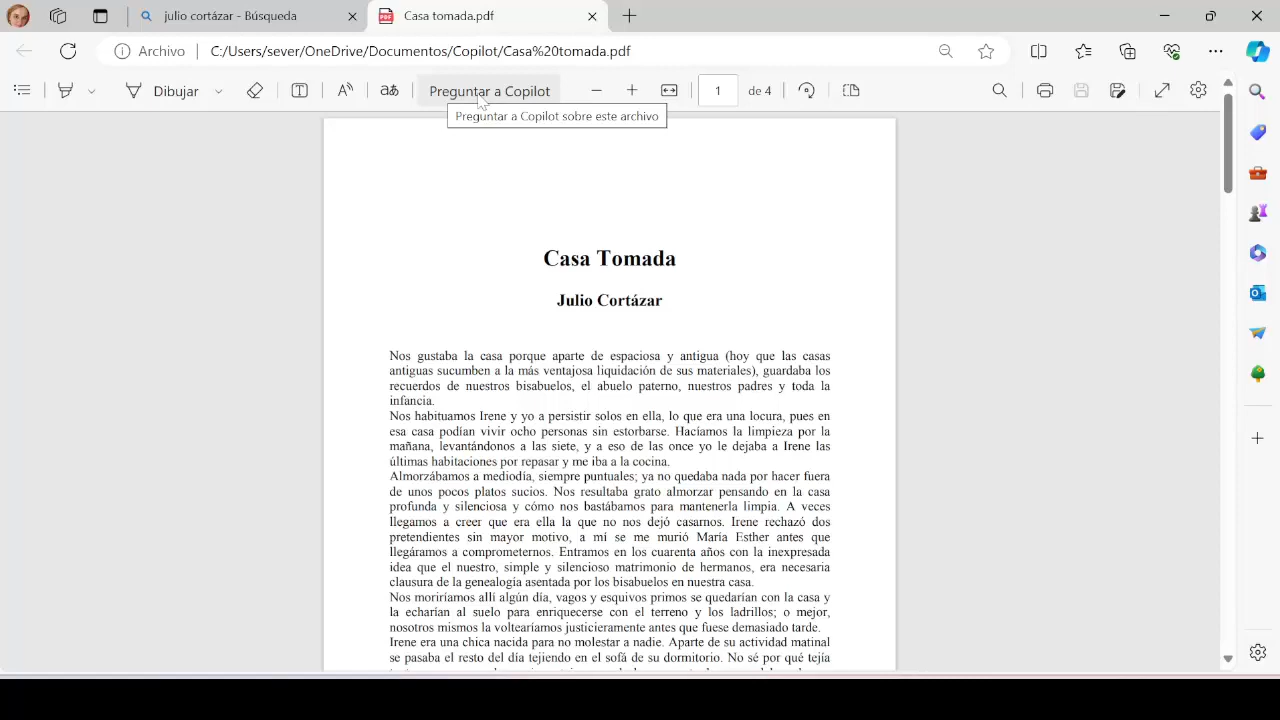 julio cortázar - Búsqueda
Casa tomada.pdf
Archivo
C:/Users/sever/OneDrive/Documentos/Copilot/Casa%20tomada.pdf
Dibujar
Preguntar a Copilot
1
de 4
Preguntar a Copilot sobre este archivo
Casa Tomada
Julio Cortázar
Nos gustaba la casa porque aparte de espaciosa y antigua (hoy que las casas
antiguas sucumben a la más ventajosa liquidación de sus materiales), guardaba los
recuerdos de nuestros bisabuelos, el abuelo paterno, nuestros padres y toda la
infancia.
Nos habituamos Irene y yo a persistir solos en ella, lo que era una locura, pues en
esa casa podían vivir ocho personas sin estorbarse. Hacíamos la limpieza por la
mañana, levantándonos a las siete, y a eso de las once yo le dejaba a Irene las
últimas habitaciones por repasar y me iba a la cocina.
Almorzábamos a mediodía, siempre puntuales; ya no quedaba nada por hacer fuera
de unos pocos platos sucios. Nos resultaba grato almorzar pensando en la casa
profunda y silenciosa y cómo nos bastábamos para mantenerla limpia. A veces
llegamos a creer que era ella la que no nos dejó casarnos. Irene rechazó dos
pretendientes sin mayor motivo, a mí se me murió María Esther antes que
llegáramos a comprometernos. Entramos en los cuarenta años con la inexpresada
idea que el nuestro, simple y silencioso matrimonio de hermanos, era necesaria
clausura de la genealogía asentada por los bisabuelos en nuestra casa.
Nos moriríamos allí algún día, vagos y esquivos primos se quedarían con la casa y
la echarían al suelo para enriquecerse con el terreno y los ladrillos; o mejor,
nosotros mismos la voltearíamos justicieramente antes que fuese demasiado tarde.
Irene era una chica nacida para no molestar a nadie. Aparte de su actividad matinal
se pasaba el resto del día tejiendo en el sofá de su dormitorio. No sé por qué tejía